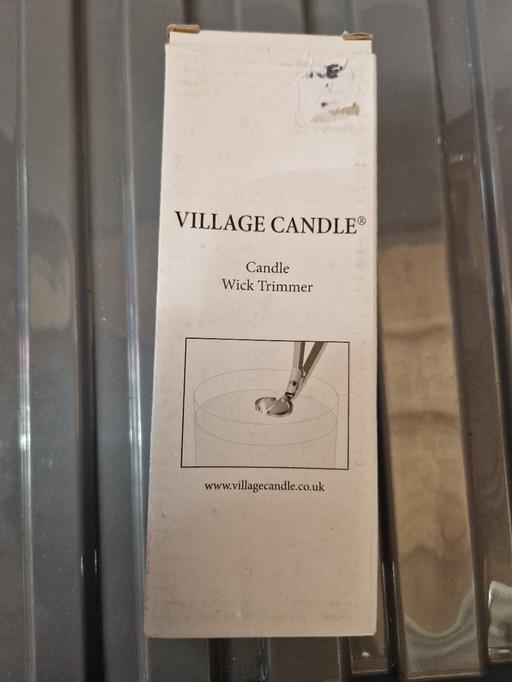 VILLAGE CANDLE®
Candle
Wick Trimmer
www.villagecandle.co.uk